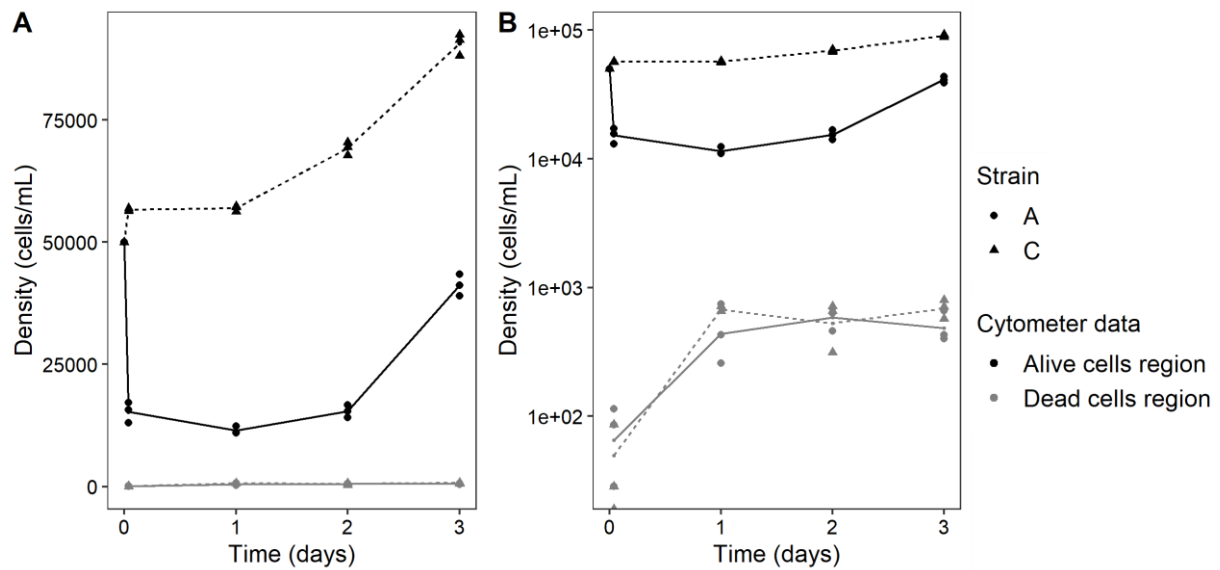 A
Density (cells/mL)
75000
50000
25000
0
0 1 2 3
Time (days)
B
Density (cells/mL)
1e+05
1e+04
1e+03
1e+02
0 1 2 3
Time (days)
Strain
A
C
Cytometer data
Alive cells region
Dead cells region